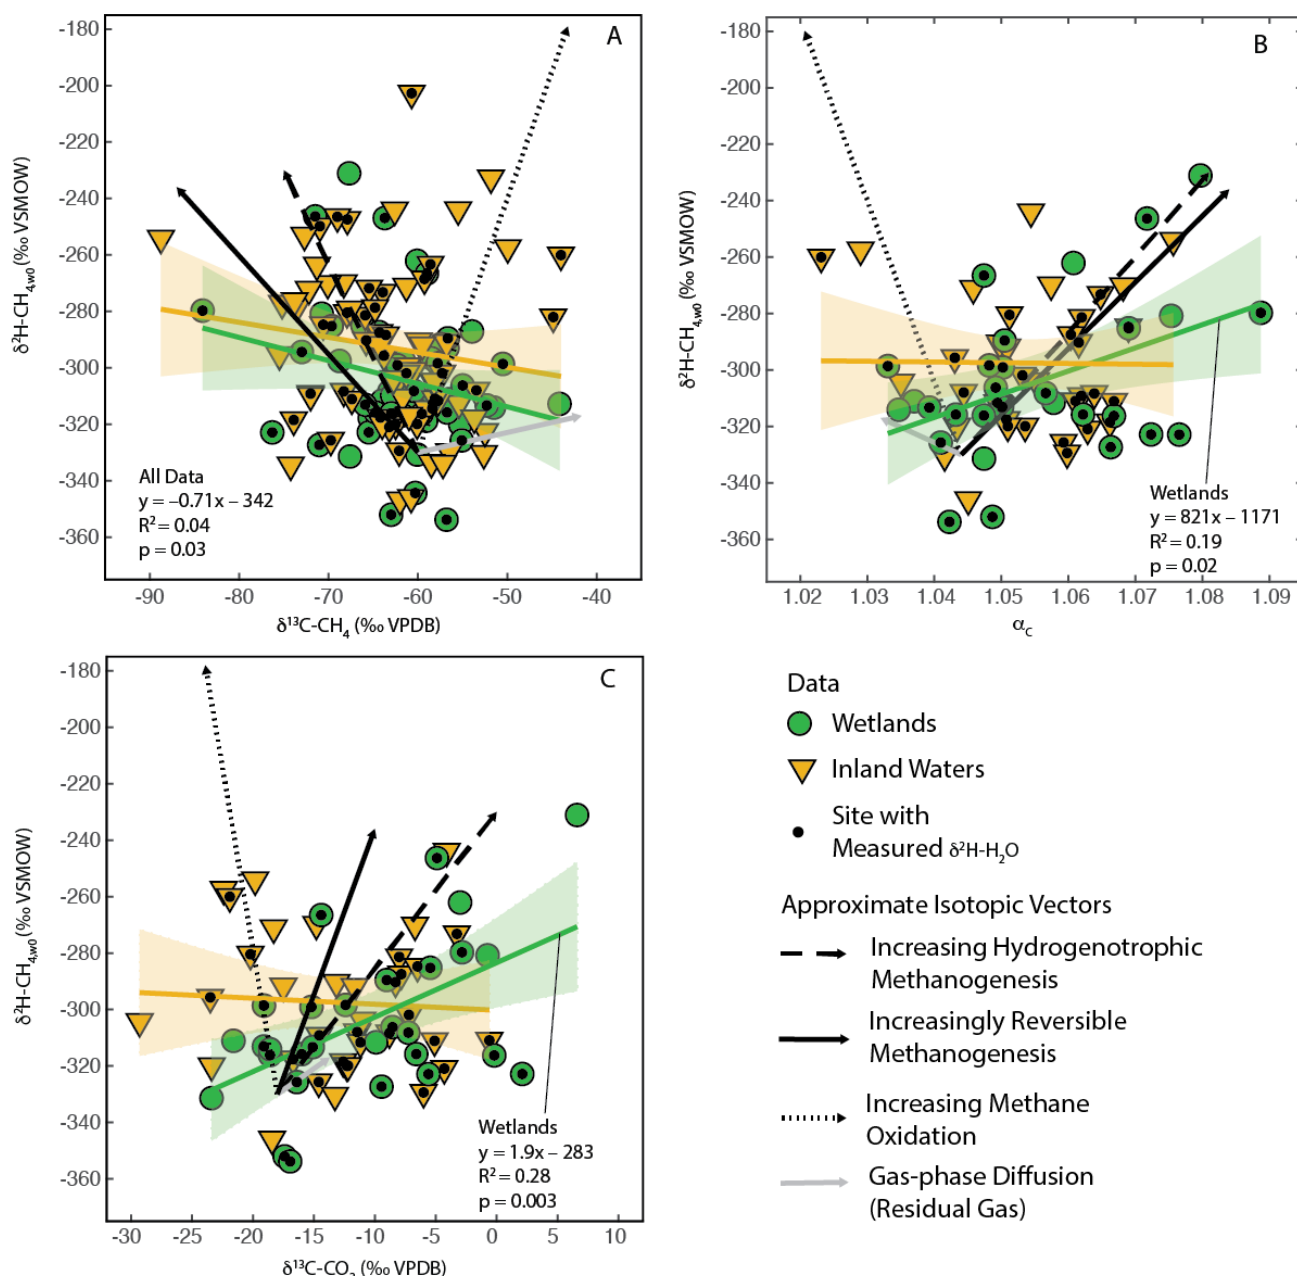 A
-180
-200
-220
-240
-260
-280
-300
-320
-340
-360
δ²H-CH₄,w0 (‰ VSMOW)
All Data
y = –0.71x – 342
R² = 0.04
p = 0.03
-90 -80 -70 -60 -50 -40
δ¹³C-CH₄ (‰ VPDB)
B
-180
-200
-220
-240
-260
-280
-300
-320
-340
-360
δ²H-CH₄,w0 (‰ VSMOW)
Wetlands
y = 821x – 1171
R² = 0.19
p = 0.02
1.02 1.03 1.04 1.05 1.06 1.07 1.08 1.09
α_C
C
-180
-200
-220
-240
-260
-280
-300
-320
-340
-360
δ²H-CH₄,w0 (‰ VSMOW)
Wetlands
y = 1.9x – 283
R² = 0.28
p = 0.003
-30 -25 -20 -15 -10 -5 0 5 10
δ¹³C-CO₂ (‰ VPDB)
Data
Wetlands
Inland Waters
Site with
Measured δ²H-H₂O
Approximate Isotopic Vectors
Increasing Hydrogenotrophic
Methanogenesis
Increasingly Reversible
Methanogenesis
Increasing Methane
Oxidation
Gas-phase Diffusion
(Residual Gas)